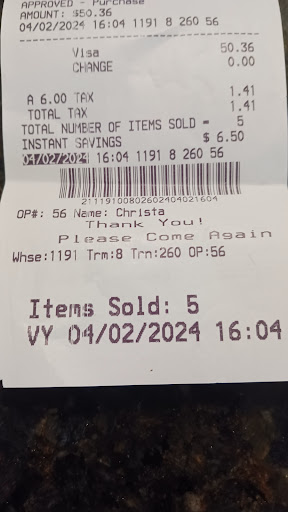 APPROVED - Purchase
AMOUNT: $50.36
04/02/2024 16:04 1191 8 260 56
Visa 50.36
CHANGE 0.00
A 6.00 TAX 1.41
TOTAL TAX 1.41
TOTAL NUMBER OF ITEMS SOLD = 5
INSTANT SAVINGS $ 6.50
04/02/2024 16:04 1191 8 260 56
21119100802602404021604
OP#: 56 Name: Christa
Thank You!
Please Come Again
Whse:1191 Trm:8 Trn:260 OP:56
Items Sold: 5
VY 04/02/2024 16:04